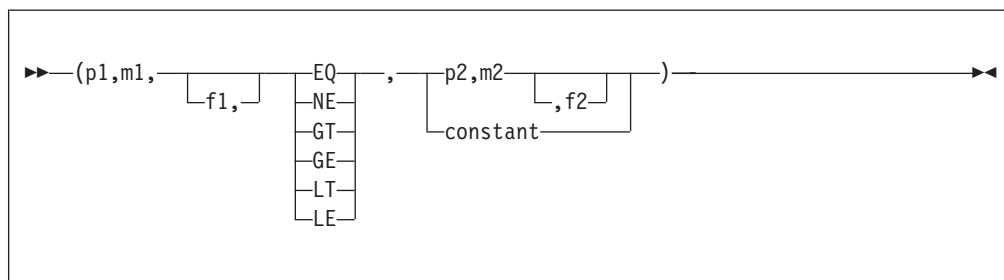 (p1,m1, EQ , p2,m2 )
f1, NE ,f2
GT constant
GE
LT
LE